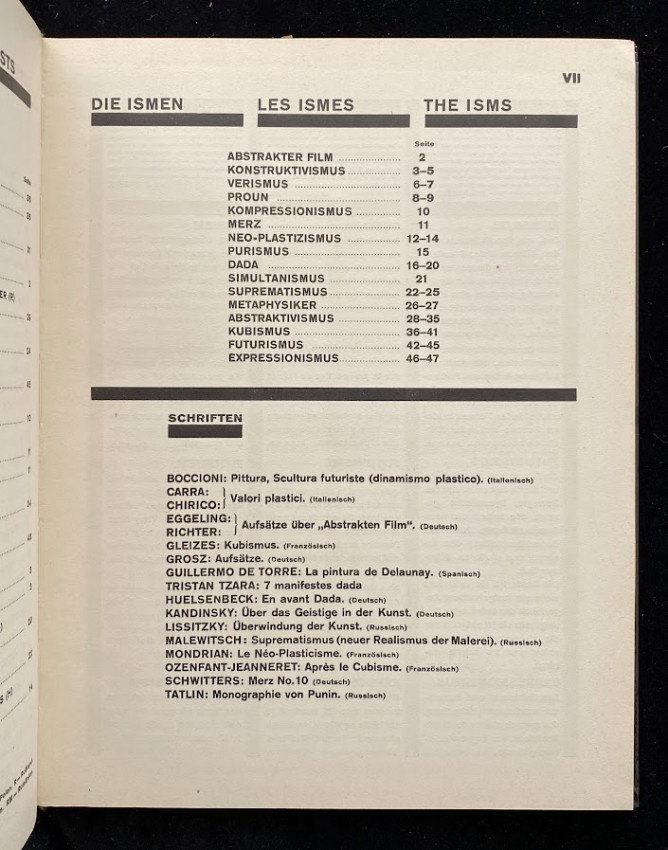 STS
VII
DIE ISMEN LES ISMES THE ISMS
Seite
ABSTRAKTER FILM 2
KONSTRUKTIVISMUS 3–5
VERISMUS 6–7
PROUN 8–9
KOMPRESSIONISMUS 10
MERZ 11
NEO-PLASTIZISMUS 12–14
PURISMUS 15
DADA 16–20
SIMULTANISMUS 21
SUPREMATISMUS 22–25
METAPHYSIKER 26–27
ABSTRAKTIVISMUS 28–35
KUBISMUS 36–41
FUTURISMUS 42–45
EXPRESSIONISMUS 46–47
SCHRIFTEN
BOCCIONI: Pittura, Scultura futuriste (dinamismo plastico). (Italienisch)
CARRA:
CHIRICO: } Valori plastici. (Italienisch)
EGGELING:
RICHTER: } Aufsätze über „Abstrakten Film“. (Deutsch)
GLEIZES: Kubismus. (Französisch)
GROSZ: Aufsätze. (Deutsch)
GUILLERMO DE TORRE: La pintura de Delaunay. (Spanisch)
TRISTAN TZARA: 7 manifestes dada
HUELSENBECK: En avant Dada. (Deutsch)
KANDINSKY: Über das Geistige in der Kunst. (Deutsch)
LISSITZKY: Überwindung der Kunst. (Russisch)
MALEWITSCH: Suprematismus (neuer Realismus der Malerei). (Russisch)
MONDRIAN: Le Néo-Plasticisme. (Französisch)
OZENFANT-JEANNERET: Après le Cubisme. (Französisch)
SCHWITTERS: Merz No. 10 (Deutsch)
TATLIN: Monographie von Punin. (Russisch)